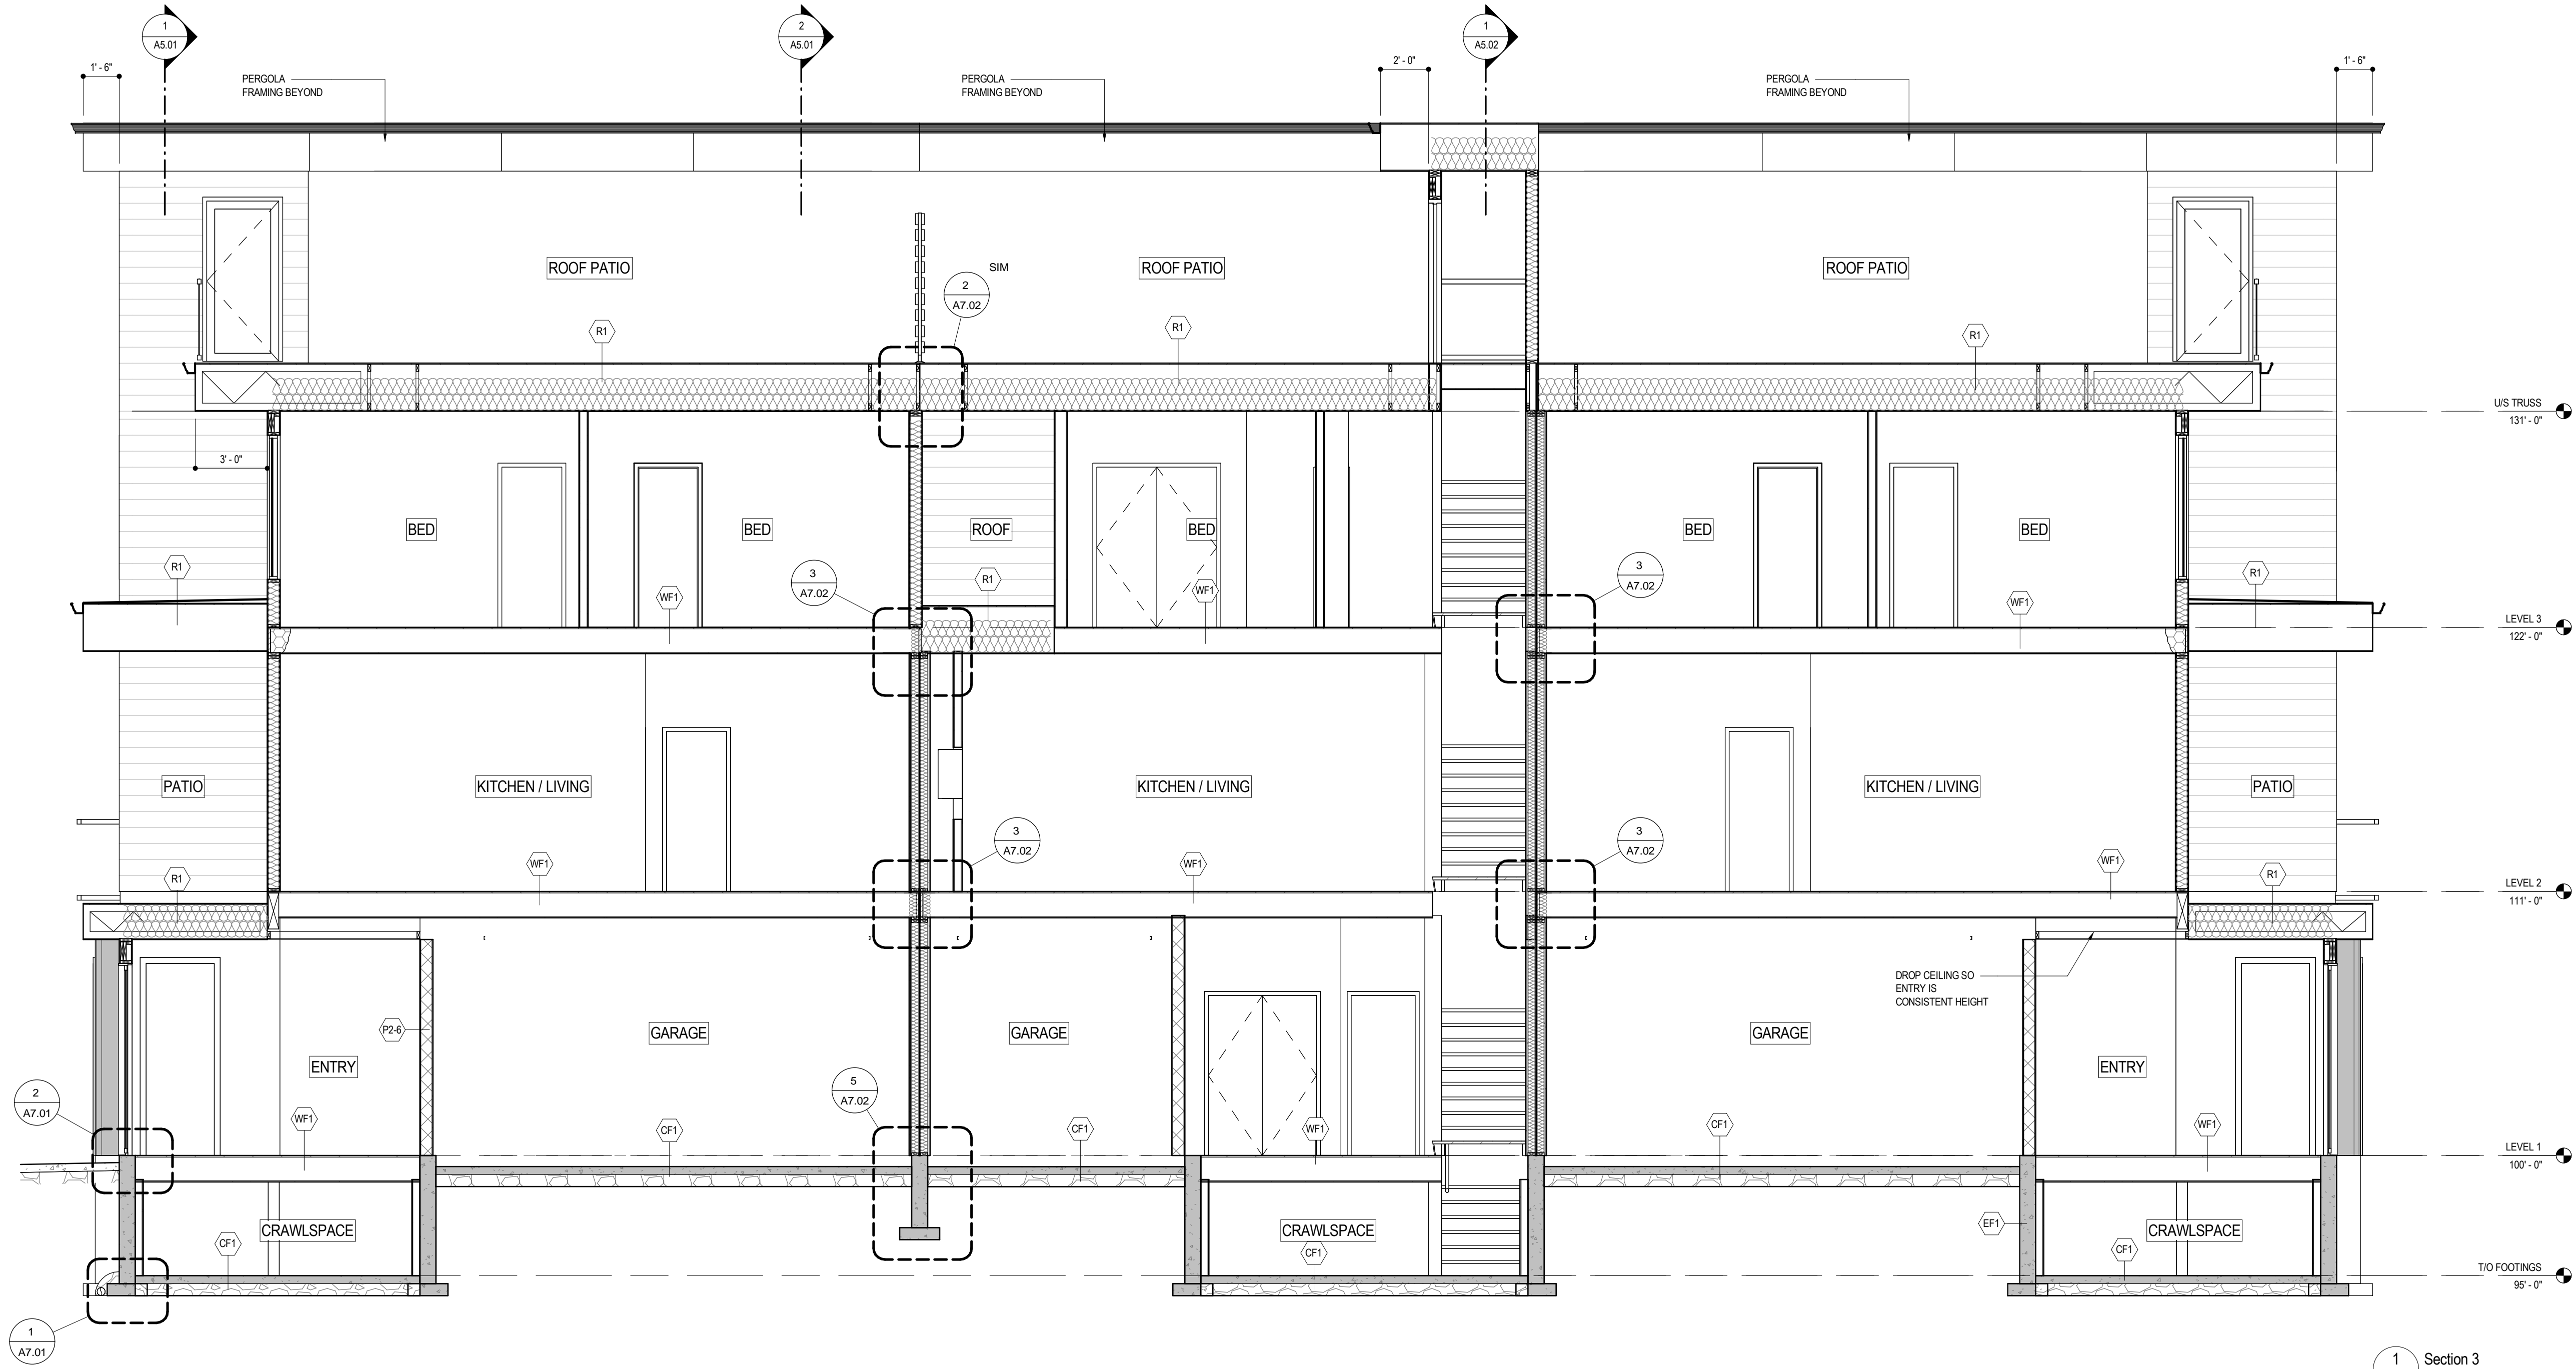 1
A5.01
2
A5.01
1
A5.02
1' - 6"
2' - 0"
1' - 6"
PERGOLA
FRAMING BEYOND
PERGOLA
FRAMING BEYOND
PERGOLA
FRAMING BEYOND
ROOF PATIO
SIM
ROOF PATIO
ROOF PATIO
2
A7.02
R1
R1
R1
U/S TRUSS
131' - 0"
3' - 0"
BED
BED
ROOF
BED
BED
BED
R1
3
A7.02
WF1
R1
WF1
3
A7.02
WF1
R1
LEVEL 3
122' - 0"
PATIO
KITCHEN / LIVING
KITCHEN / LIVING
KITCHEN / LIVING
PATIO
3
A7.02
3
A7.02
R1
WF1
WF1
WF1
R1
LEVEL 2
111' - 0"
DROP CEILING SO
ENTRY IS
CONSISTENT HEIGHT
P2-6
GARAGE
GARAGE
GARAGE
ENTRY
ENTRY
2
A7.01
5
A7.02
WF1
CF1
CF1
WF1
CF1
WF1
LEVEL 1
100' - 0"
CRAWLSPACE
CRAWLSPACE
EF1
CRAWLSPACE
CF1
CF1
CF1
T/O FOOTINGS
95' - 0"
1
A7.01
1 Section 3